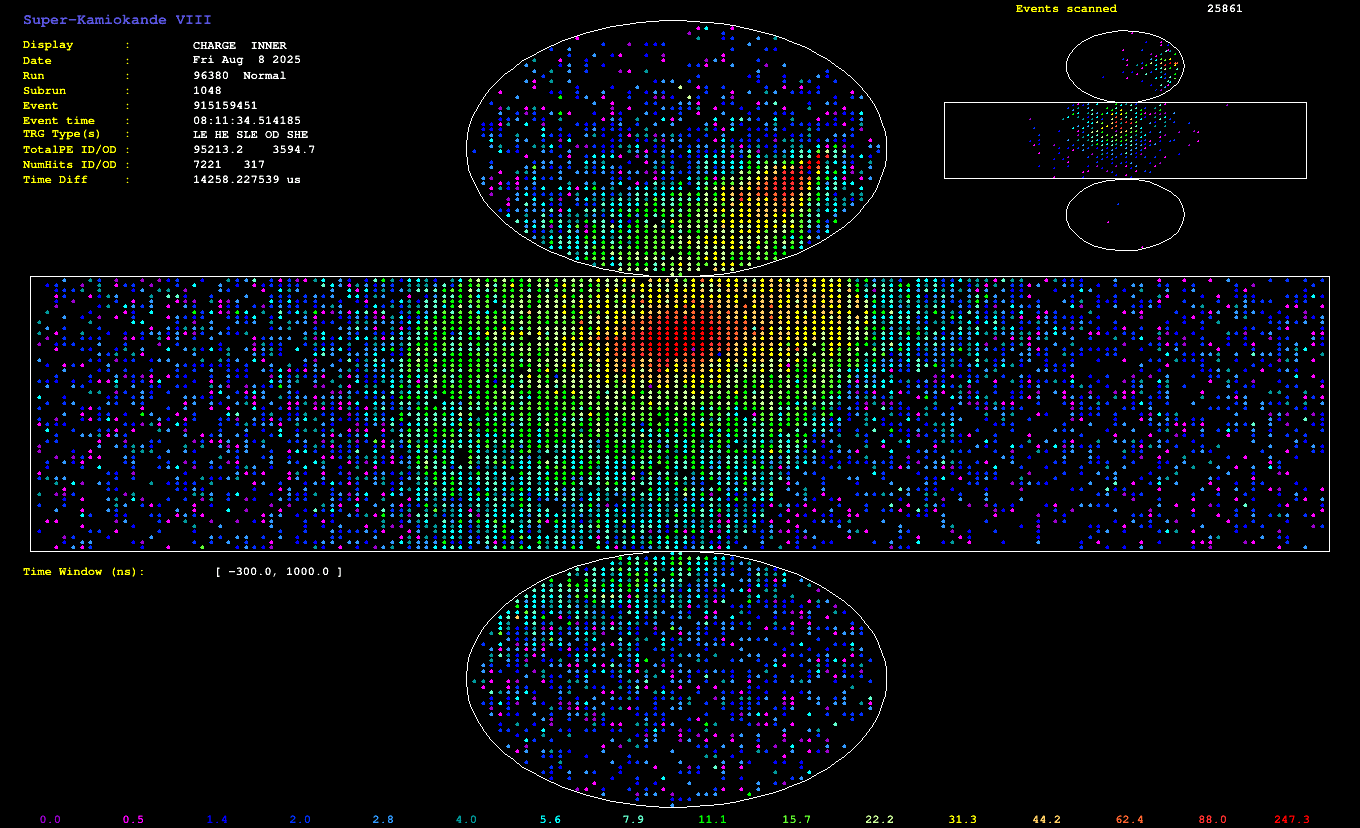 Super-Kamiokande VIII
Events scanned 25861
Display : CHARGE INNER
Date : Fri Aug 8 2025
Run : 96380 Normal
Subrun : 1048
Event : 915159451
Event time : 08:11:34.514185
TRG Type(s) : LE HE SLE OD SHE
TotalPE ID/OD : 95213.2 3594.7
NumHits ID/OD : 7221 317
Time Diff : 14258.227539 us
Time Window (ns): [ -300.0, 1000.0 ]
0.0 0.5 1.4 2.0 2.8 4.0 5.6 7.9 11.1 15.7 22.2 31.3 44.2 62.4 88.0 247.3